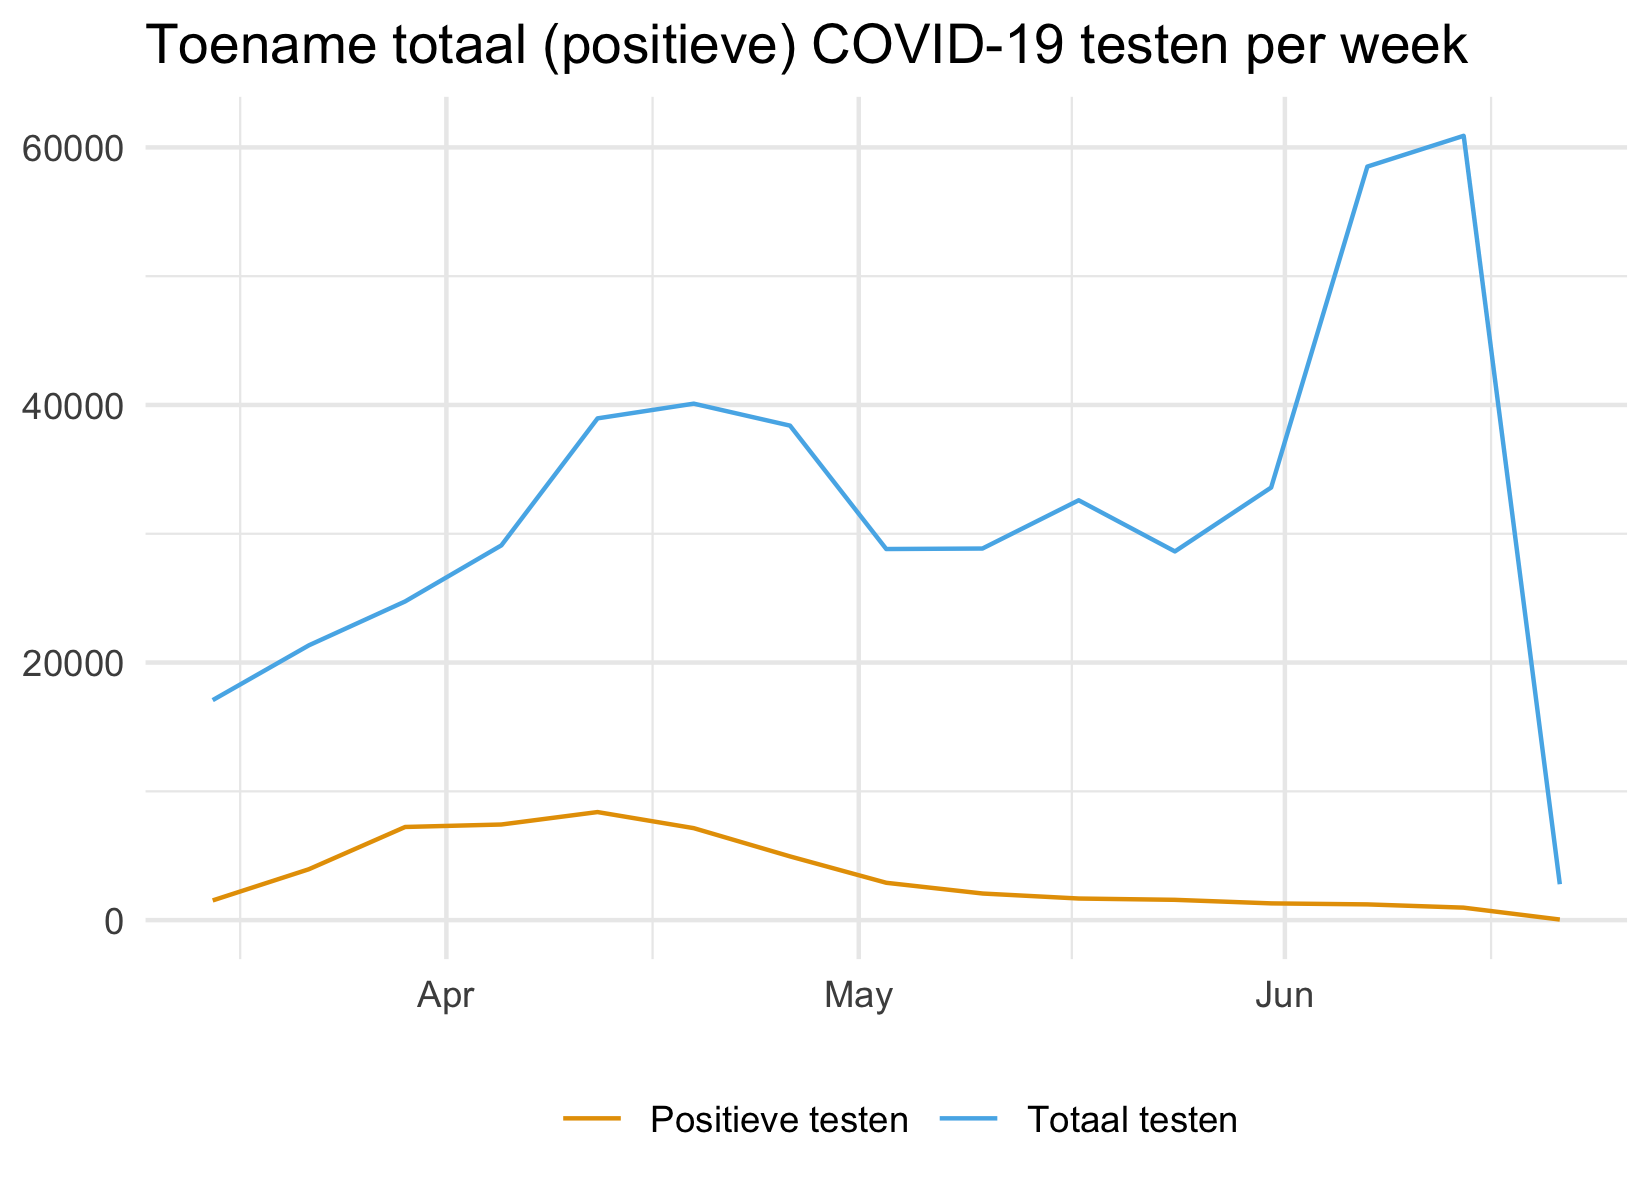 Toename totaal (positieve) COVID-19 testen per week
60000
40000
20000
0
Apr May Jun
Positieve testen Totaal testen